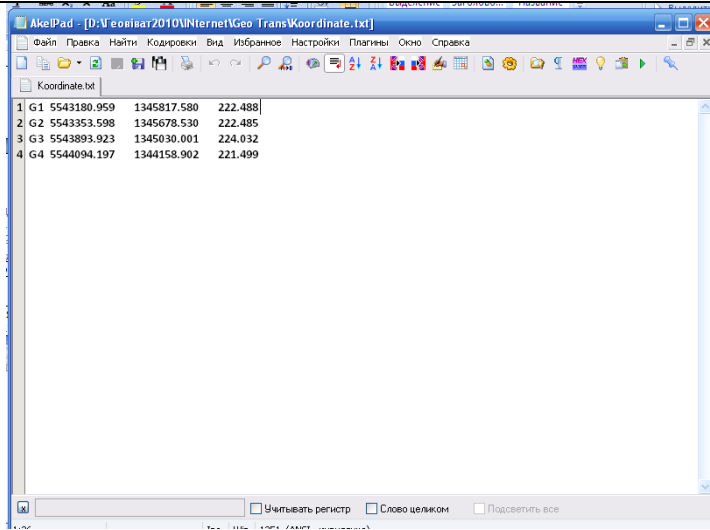 AkelPad - [D:\Геоніват2010\INternet\Geo Trans\Koordinate.txt]
Файл Правка Найти Кодировки Вид Избранное Настройки Плагины Окно Справка
Koordinate.txt
1 G1 5543180.959 1345817.580 222.488
2 G2 5543353.598 1345678.530 222.485
3 G3 5543893.923 1345030.001 224.032
4 G4 5544094.197 1344158.902 221.499
Учитывать регистр Слово целиком Подсветить все